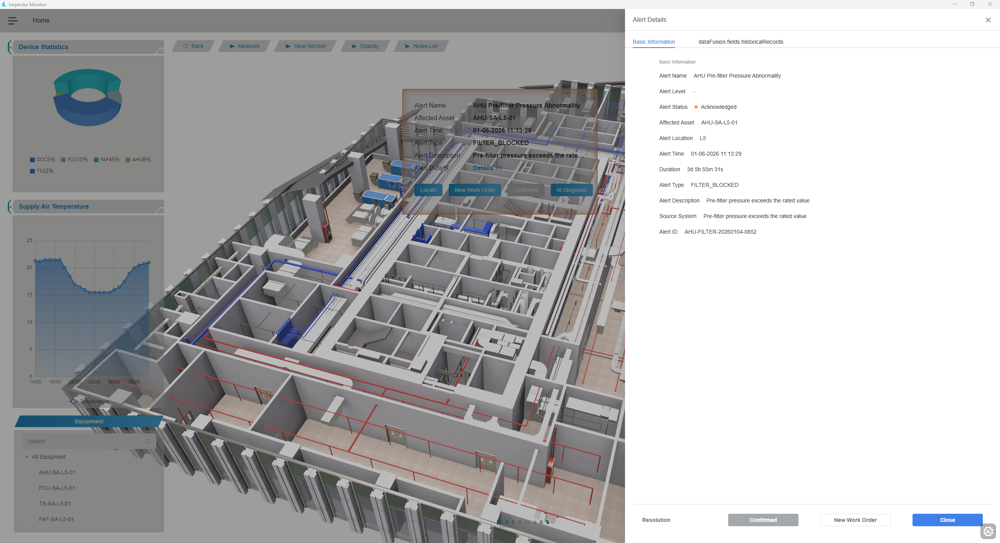 Inspector Monitor
Home
Device Statistics
DDC5% FCU10% FAF45% AHU8%
TS32%
Supply Air Temperature
25
20
15
10
5
0
14:00 18:00 22:00 02:00 06:00 10:00
Temperature
Equipment
Search
All Equipment
AHU-SA-L5-01
FCU-SA-L5-01
TS-SA-L5-01
FAF-SA-L5-01
Back Measure View Section Opacity Notes List
Alert Name AHU Pre-filter Pressure Abnormality
Affected Asset AHU-SA-L5-01
Alert Time 01-06-2026 11:13:29
Alert Type FILTER_BLOCKED
Alert Description Pre-filter pressure exceeds the rate...
Alert Details Details >>
Locate New Work Order Confirmed AI Diagnosis
L5
Alert Details
Basic Information dataFusion.fields.historicalRecords
Basic Information
Alert Name AHU Pre-filter Pressure Abnormality
Alert Level --
Alert Status Acknowledged
Affected Asset AHU-SA-L5-01
Alert Location L5
Alert Time 01-06-2026 11:13:29
Duration 3d 5h 55m 31s
Alert Type FILTER_BLOCKED
Alert Description Pre-filter pressure exceeds the rated value
Source System Pre-filter pressure exceeds the rated value
Alert ID AHU-FILTER-20260104-0852
Resolution Confirmed New Work Order Close